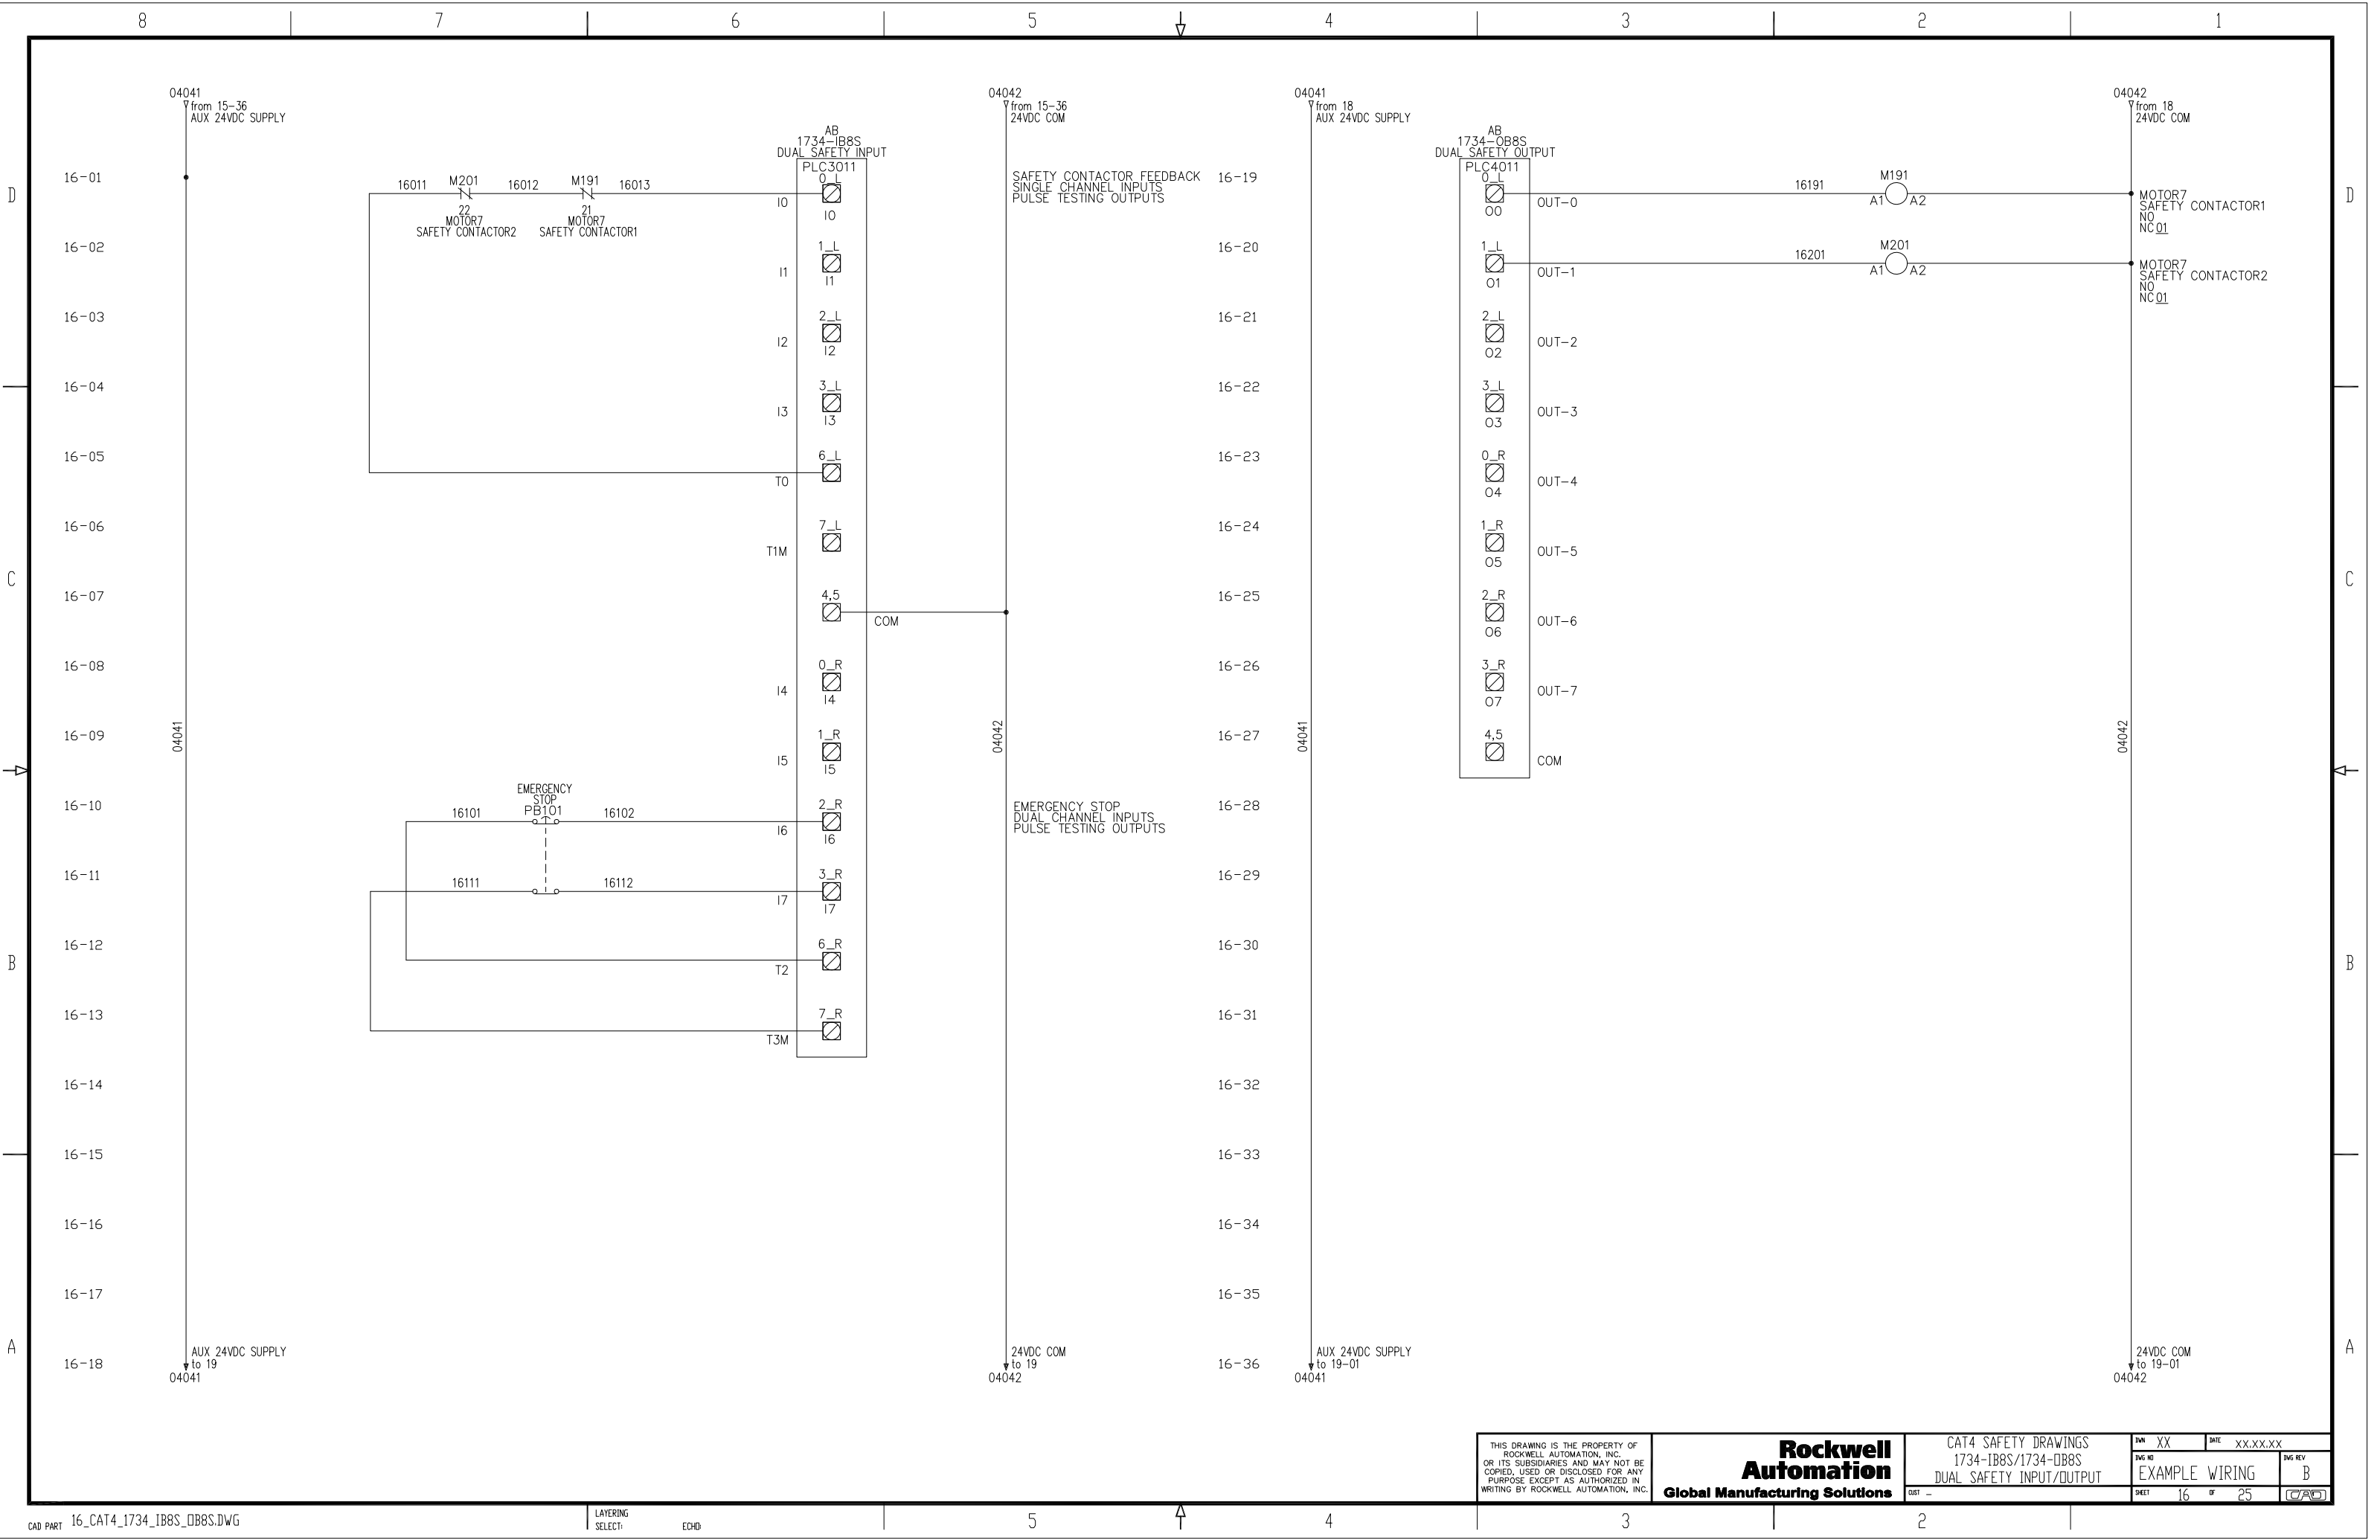 8 7 6 5 4 3 2 1
D
C
B
A
04041
from 15-36
AUX 24VDC SUPPLY
16-01
16-02
16-03
16-04
16-05
16-06
16-07
16-08
16-09
16-10
16-11
16-12
16-13
16-14
16-15
16-16
16-17
16-18
04041
AUX 24VDC SUPPLY
to 19
04041
16011 M201 16012 M191 16013
22
MOTOR7
SAFETY CONTACTOR2
21
MOTOR7
SAFETY CONTACTOR1
EMERGENCY
STOP
PB101
16101 16102
16111 16112
AB
1734-IB8S
DUAL SAFETY INPUT
PLC3011
0_L
I0 I0
1_L
I1 I1
2_L
I2 I2
3_L
I3 I3
6_L
T0
7_L
T1M
4,5
COM
0_R
I4 I4
1_R
I5 I5
2_R
I6 I6
3_R
I7 I7
6_R
T2
7_R
T3M
04042
from 15-36
24VDC COM
SAFETY CONTACTOR FEEDBACK
SINGLE CHANNEL INPUTS
PULSE TESTING OUTPUTS
04042
EMERGENCY STOP
DUAL CHANNEL INPUTS
PULSE TESTING OUTPUTS
24VDC COM
to 19
04042
04041
from 18
AUX 24VDC SUPPLY
16-19
16-20
16-21
16-22
16-23
16-24
16-25
16-26
16-27
16-28
16-29
16-30
16-31
16-32
16-33
16-34
16-35
16-36
04041
AUX 24VDC SUPPLY
to 19-01
04041
AB
1734-OB8S
DUAL SAFETY OUTPUT
PLC4011
0_L
O0 OUT-0
1_L
O1 OUT-1
2_L
O2 OUT-2
3_L
O3 OUT-3
0_R
O4 OUT-4
1_R
O5 OUT-5
2_R
O6 OUT-6
3_R
O7 OUT-7
4,5
COM
16191 M191
A1 A2
16201 M201
A1 A2
04042
from 18
24VDC COM
MOTOR7
SAFETY CONTACTOR1
NO
NC 01
MOTOR7
SAFETY CONTACTOR2
NO
NC 01
04042
24VDC COM
to 19-01
04042
D
C
B
A
THIS DRAWING IS THE PROPERTY OF
ROCKWELL AUTOMATION, INC.
OR ITS SUBSIDIARIES AND MAY NOT BE
COPIED, USED OR DISCLOSED FOR ANY
PURPOSE EXCEPT AS AUTHORIZED IN
WRITING BY ROCKWELL AUTOMATION, INC.
Rockwell
Automation
Global Manufacturing Solutions
CAT4 SAFETY DRAWINGS
1734-IB8S/1734-OB8S
DUAL SAFETY INPUT/OUTPUT
CUST -
DWN XX DATE XX.XX.XX
DWG NO
EXAMPLE WIRING
DWG REV
B
SHEET 16 OF 25 CAD
CAD PART 16_CAT4_1734_IB8S_OB8S.DWG
LAYERING
SELECT: ECHO:
5 4 3 2